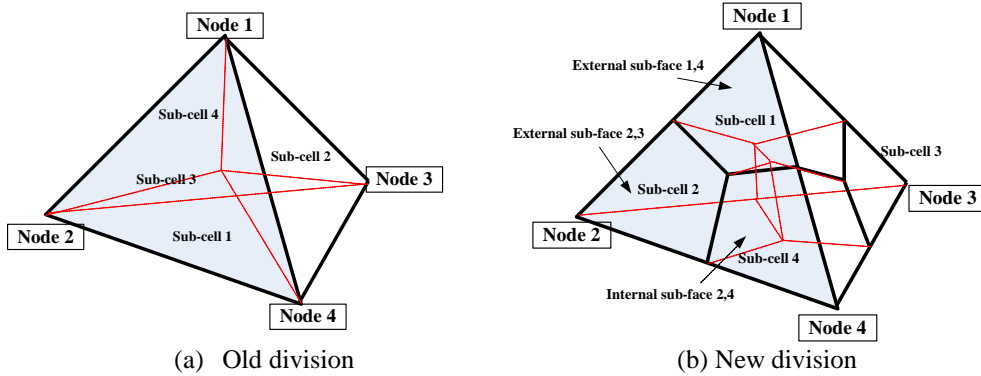 Node 1
Sub-cell 4
Sub-cell 2
Sub-cell 3
Node 3
Node 2
Sub-cell 1
Node 4
(a) Old division
Node 1
External sub-face 1,4
Sub-cell 1
External sub-face 2,3
Sub-cell 3
Sub-cell 2
Node 3
Node 2
Sub-cell 4
Internal sub-face 2,4
Node 4
(b) New division